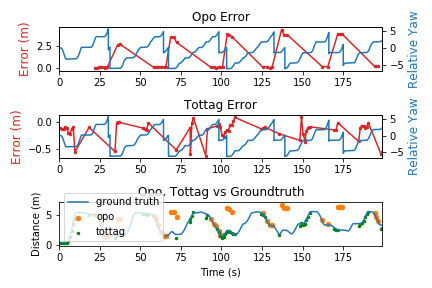 Opo Error
Error (m)
2.5
0.0
5
0
−5
Relative Yaw
0 25 50 75 100 125 150 175
Tottag Error
Error (m)
0.0
−0.5
5
0
−5
Relative Yaw
0 25 50 75 100 125 150 175
Opo, Tottag vs Groundtruth
Distance (m)
5
0
ground truth
opo
tottag
0 25 50 75 100 125 150 175
Time (s)